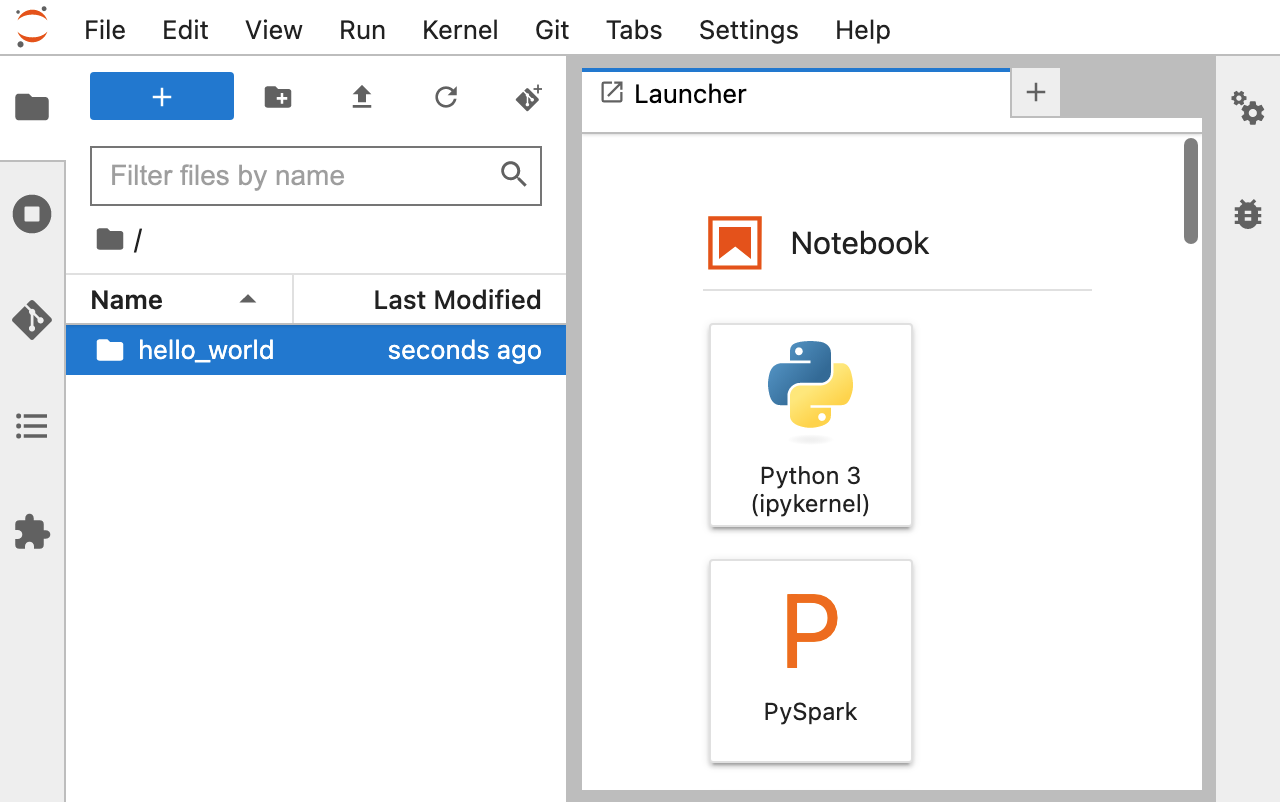 File Edit View Run Kernel Git Tabs Settings Help
+
Launcher
+
Filter files by name
/
Name Last Modified
hello_world seconds ago
Notebook
Python 3
(ipykernel)
P
PySpark